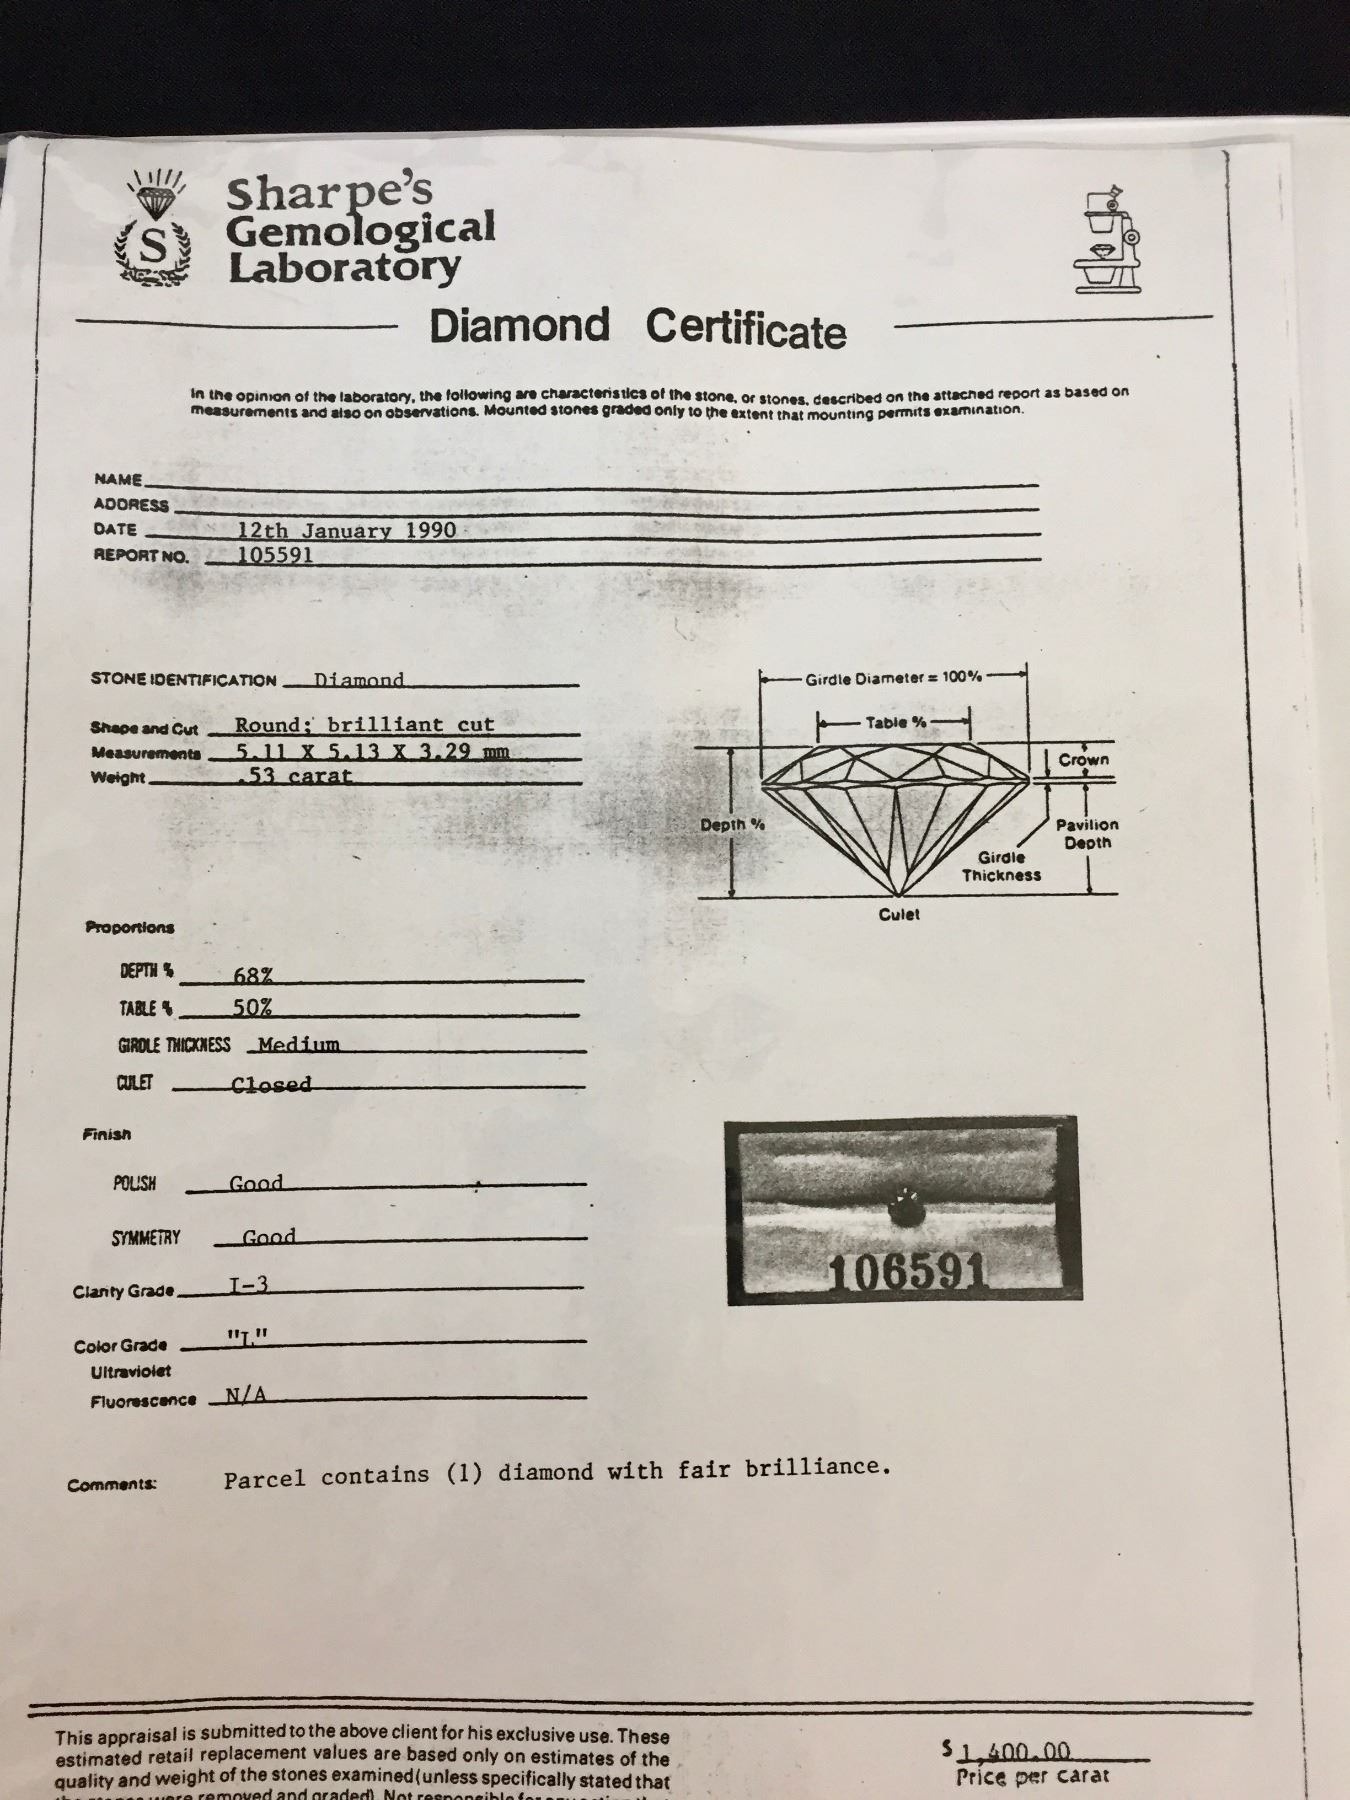 S
Sharpe's
Gemological
Laboratory
Diamond Certificate
In the opinion of the laboratory, the following are characteristics of the stone, or stones, described on the attached report as based on
measurements and also on observations. Mounted stones graded only to the extent that mounting permits examination.
NAME
ADDRESS
DATE 12th January 1990
REPORT NO. 105591
STONE IDENTIFICATION Diamond
Shape and Cut Round; brilliant cut
Measurements 5.11 X 5.13 X 3.29 mm
Weight .53 carat
Girdle Diameter = 100%
Table %
Crown
Depth %
Pavilion
Depth
Girdle
Thickness
Culet
Proportions
DEPTH % 68%
TABLE % 50%
GIRDLE THICKNESS Medium
CULET Closed
Finish
POLISH Good
SYMMETRY Good
Clarity Grade I-3
Color Grade "L"
Ultraviolet
Fluorescence N/A
106591
Comments: Parcel contains (1) diamond with fair brilliance.
This appraisal is submitted to the above client for his exclusive use. These
estimated retail replacement values are based only on estimates of the
quality and weight of the stones examined (unless specifically stated that
were removed and graded). Not responsible for
$ 1,400.00
Price per carat